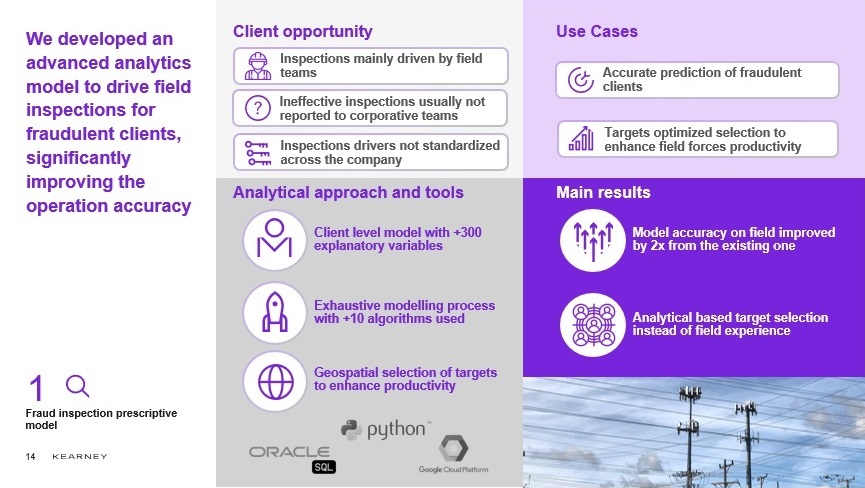 We developed an
advanced analytics
model to drive field
inspections for
fraudulent clients,
significantly
improving the
operation accuracy
1
Fraud inspection prescriptive
model
14 KEARNEY
Client opportunity
Inspections mainly driven by field
teams
?
Ineffective inspections usually not
reported to corporative teams
Inspections drivers not standardized
across the company
Use Cases
Accurate prediction of fraudulent
clients
Targets optimized selection to
enhance field forces productivity
Analytical approach and tools
Client level model with +300
explanatory variables
Exhaustive modelling process
with +10 algorithms used
Geospatial selection of targets
to enhance productivity
python™
ORACLE
SQL
Google Cloud Platform
Main results
Model accuracy on field improved
by 2x from the existing one
Analytical based target selection
instead of field experience